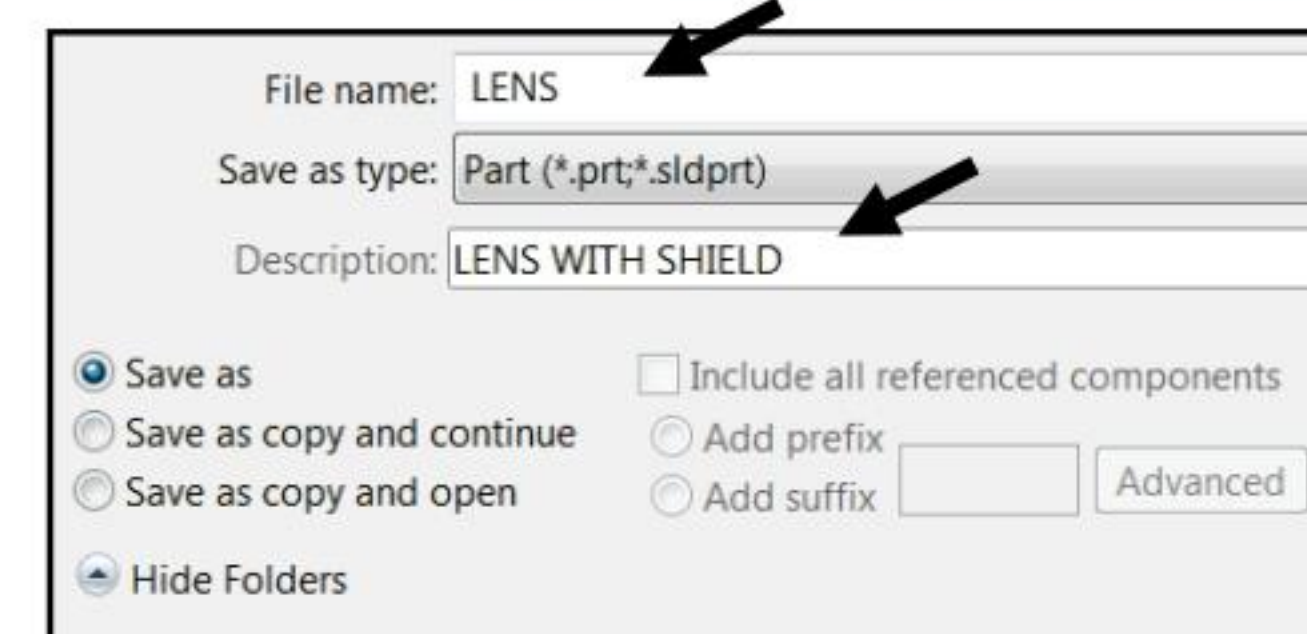 File name: LENS
Save as type: Part (*.prt;*.sldprt)
Description: LENS WITH SHIELD
Save as
Include all referenced components
Save as copy and continue
Add prefix
Save as copy and open
Add suffix
Advanced
Hide Folders